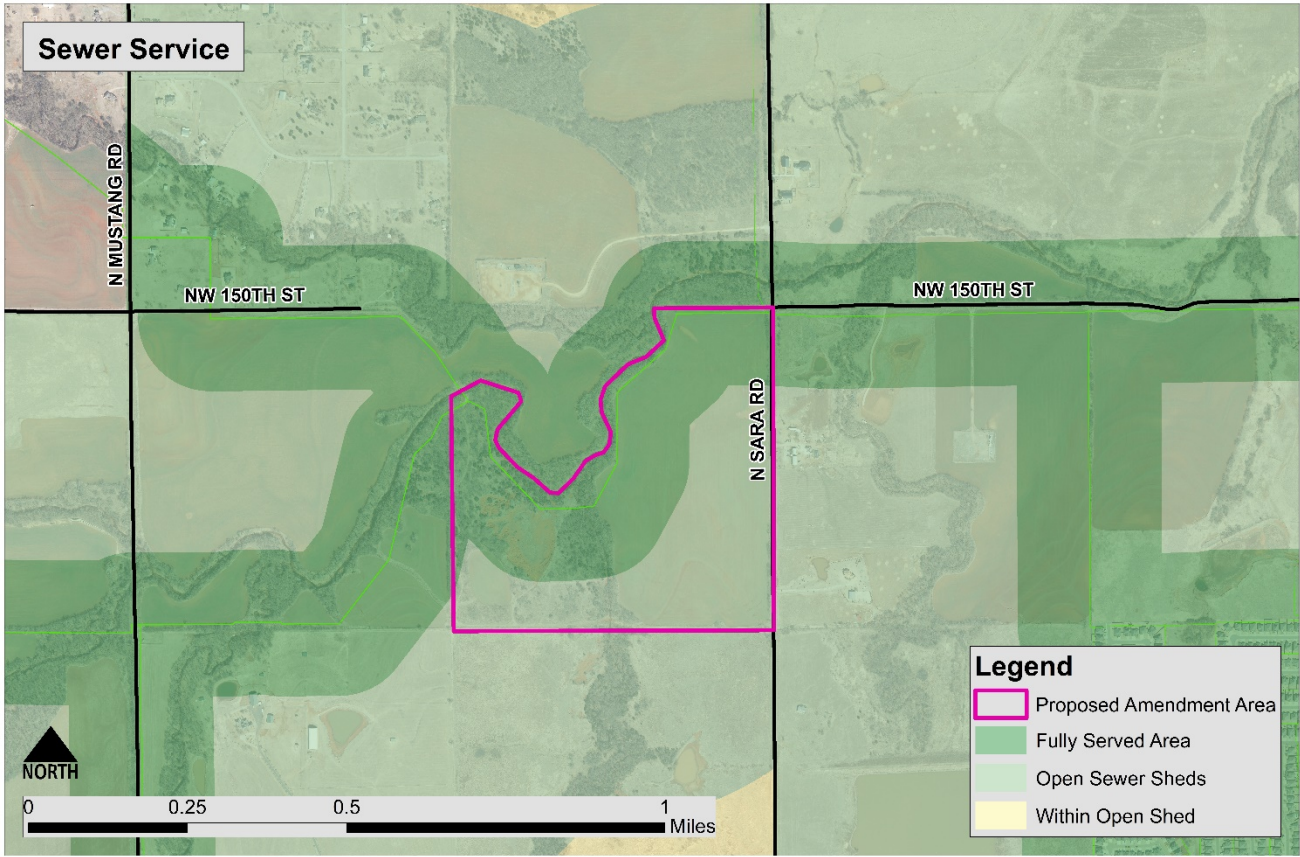 Sewer Service
N MUSTANG RD
NW 150TH ST
NW 150TH ST
N SARA RD
Legend
Proposed Amendment Area
Fully Served Area
Open Sewer Sheds
Within Open Shed
NORTH
0 0.25 0.5 1
Miles